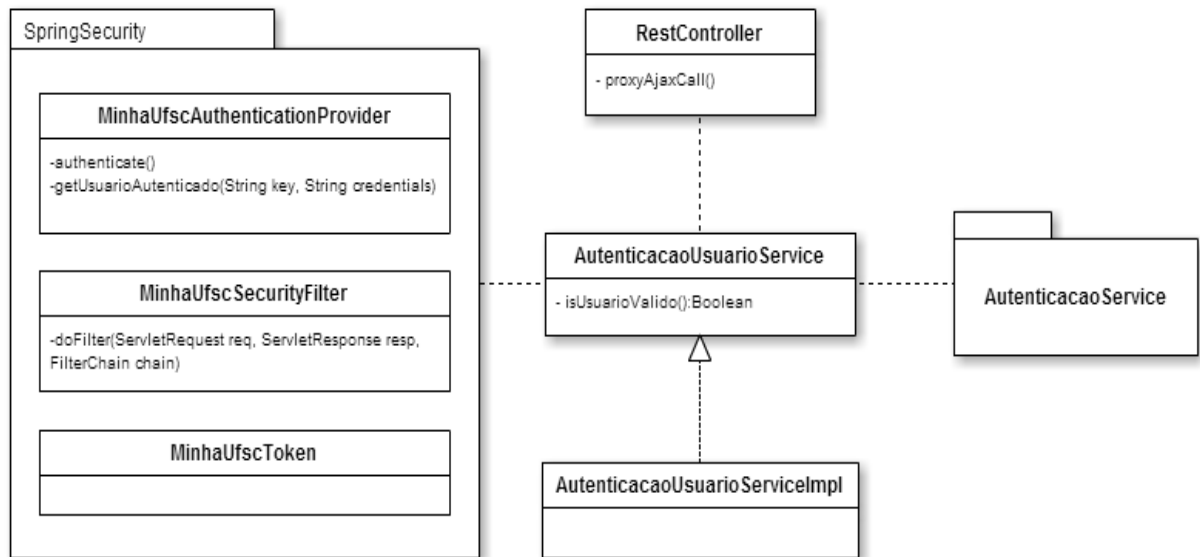 SpringSecurity
MinhaUfscAuthenticationProvider
-authenticate()
-getUsuarioAutenticado(String key, String credentials)
MinhaUfscSecurityFilter
-doFilter(ServletRequest req, ServletResponse resp,
FilterChain chain)
MinhaUfscToken
RestController
- proxyAjaxCall()
AutenticacaoUsuarioService
- isUsuarioValido():Boolean
AutenticacaoService
AutenticacaoUsuarioServiceImpl